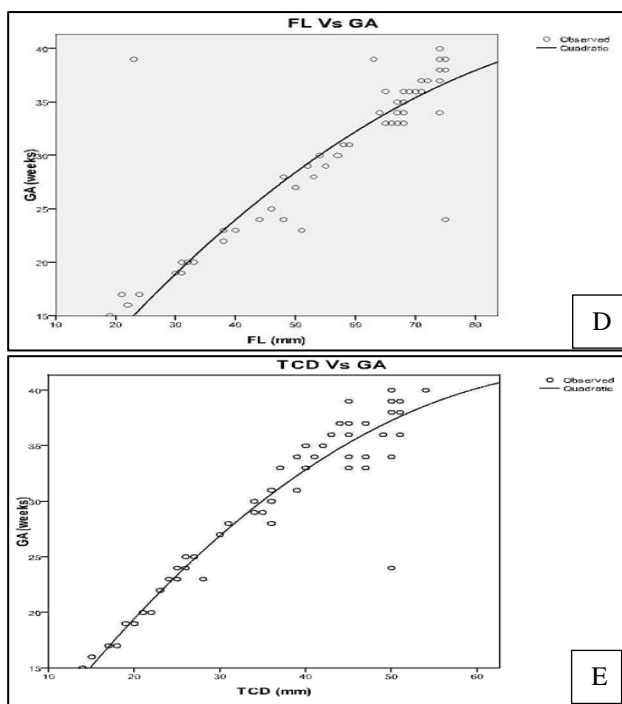 FL Vs GA
Observed
Quadratic
GA (weeks)
40
35
30
25
20
15
10 20 30 40 50 60 70 80
FL (mm)
D
TCD Vs GA
Observed
Quadratic
GA (weeks)
40
35
30
25
20
15
10 20 30 40 50 60
TCD (mm)
E